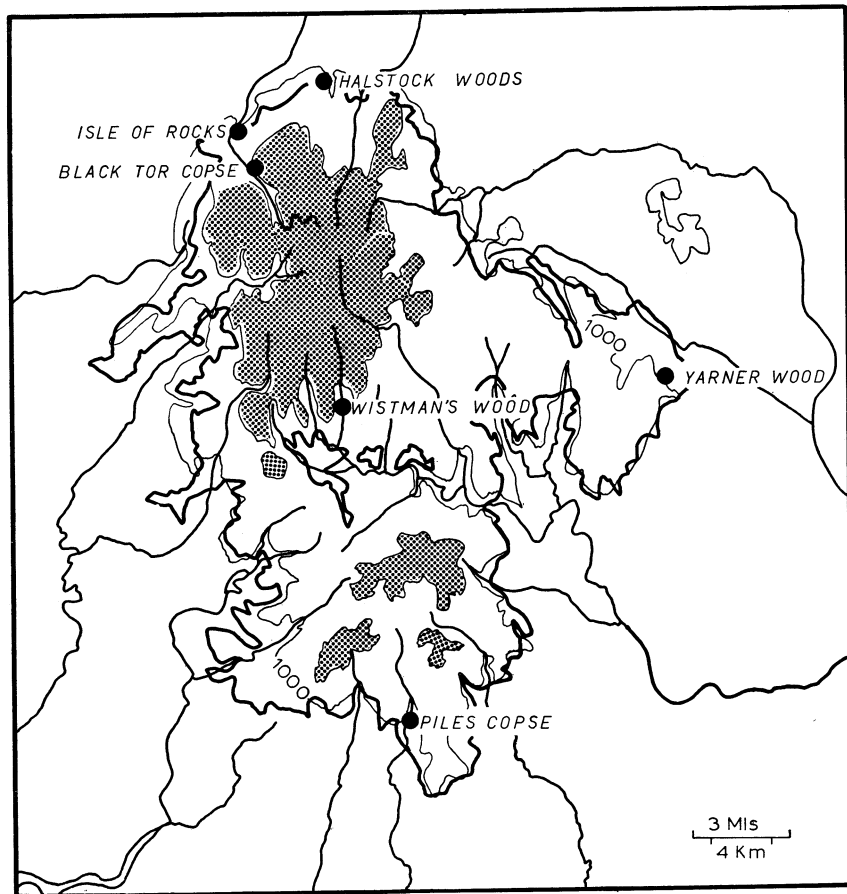 HALSTOCK WOODS
ISLE OF ROCKS
BLACK TOR COPSE
1000
YARNER WOOD
WISTMAN'S WOOD
1000
PILES COPSE
3 Mls
4 Km